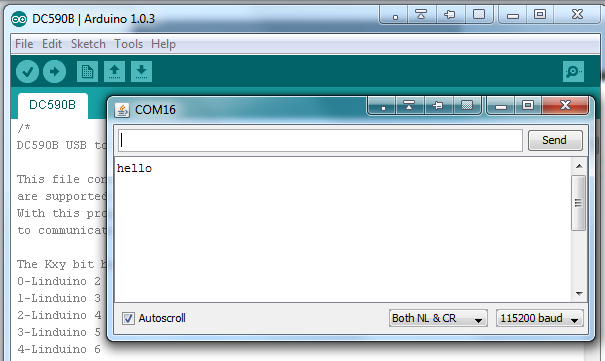 DC590B | Arduino 1.0.3
File Edit Sketch Tools Help
DC590B
/*
DC590B USB to
This file con
are supported
With this pro
to communicat
The Kxy bit b
0-Linduino 2
1-Linduino 3
2-Linduino 4
3-Linduino 5
4-Linduino 6
COM16
Send
hello
Autoscroll
Both NL & CR
115200 baud